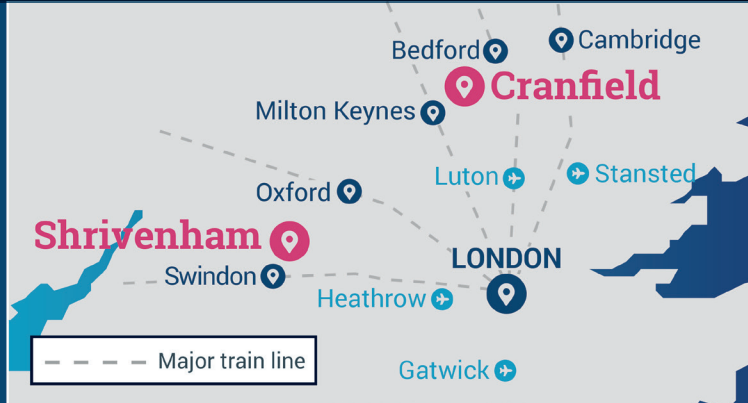 Bedford
Cambridge
Cranfield
Milton Keynes
Luton
Stansted
Oxford
Shrivenham
LONDON
Swindon
Heathrow
Major train line
Gatwick